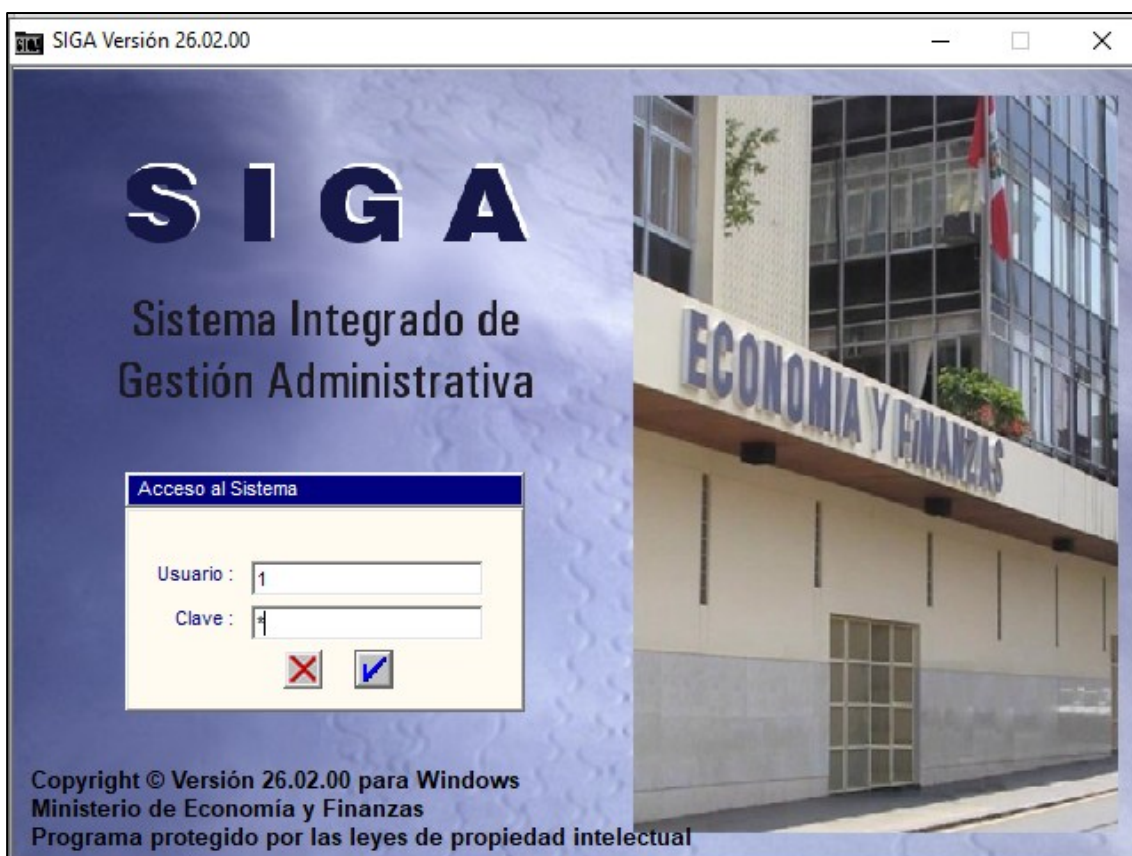 SIGA Versión 26.02.00
SIGA
Sistema Integrado de
Gestión Administrativa
ECONOMIA Y FiNANZAS
Acceso al Sistema
Usuario : 1
Clave : *
Copyright © Versión 26.02.00 para Windows
Ministerio de Economía y Finanzas
Programa protegido por las leyes de propiedad intelectual